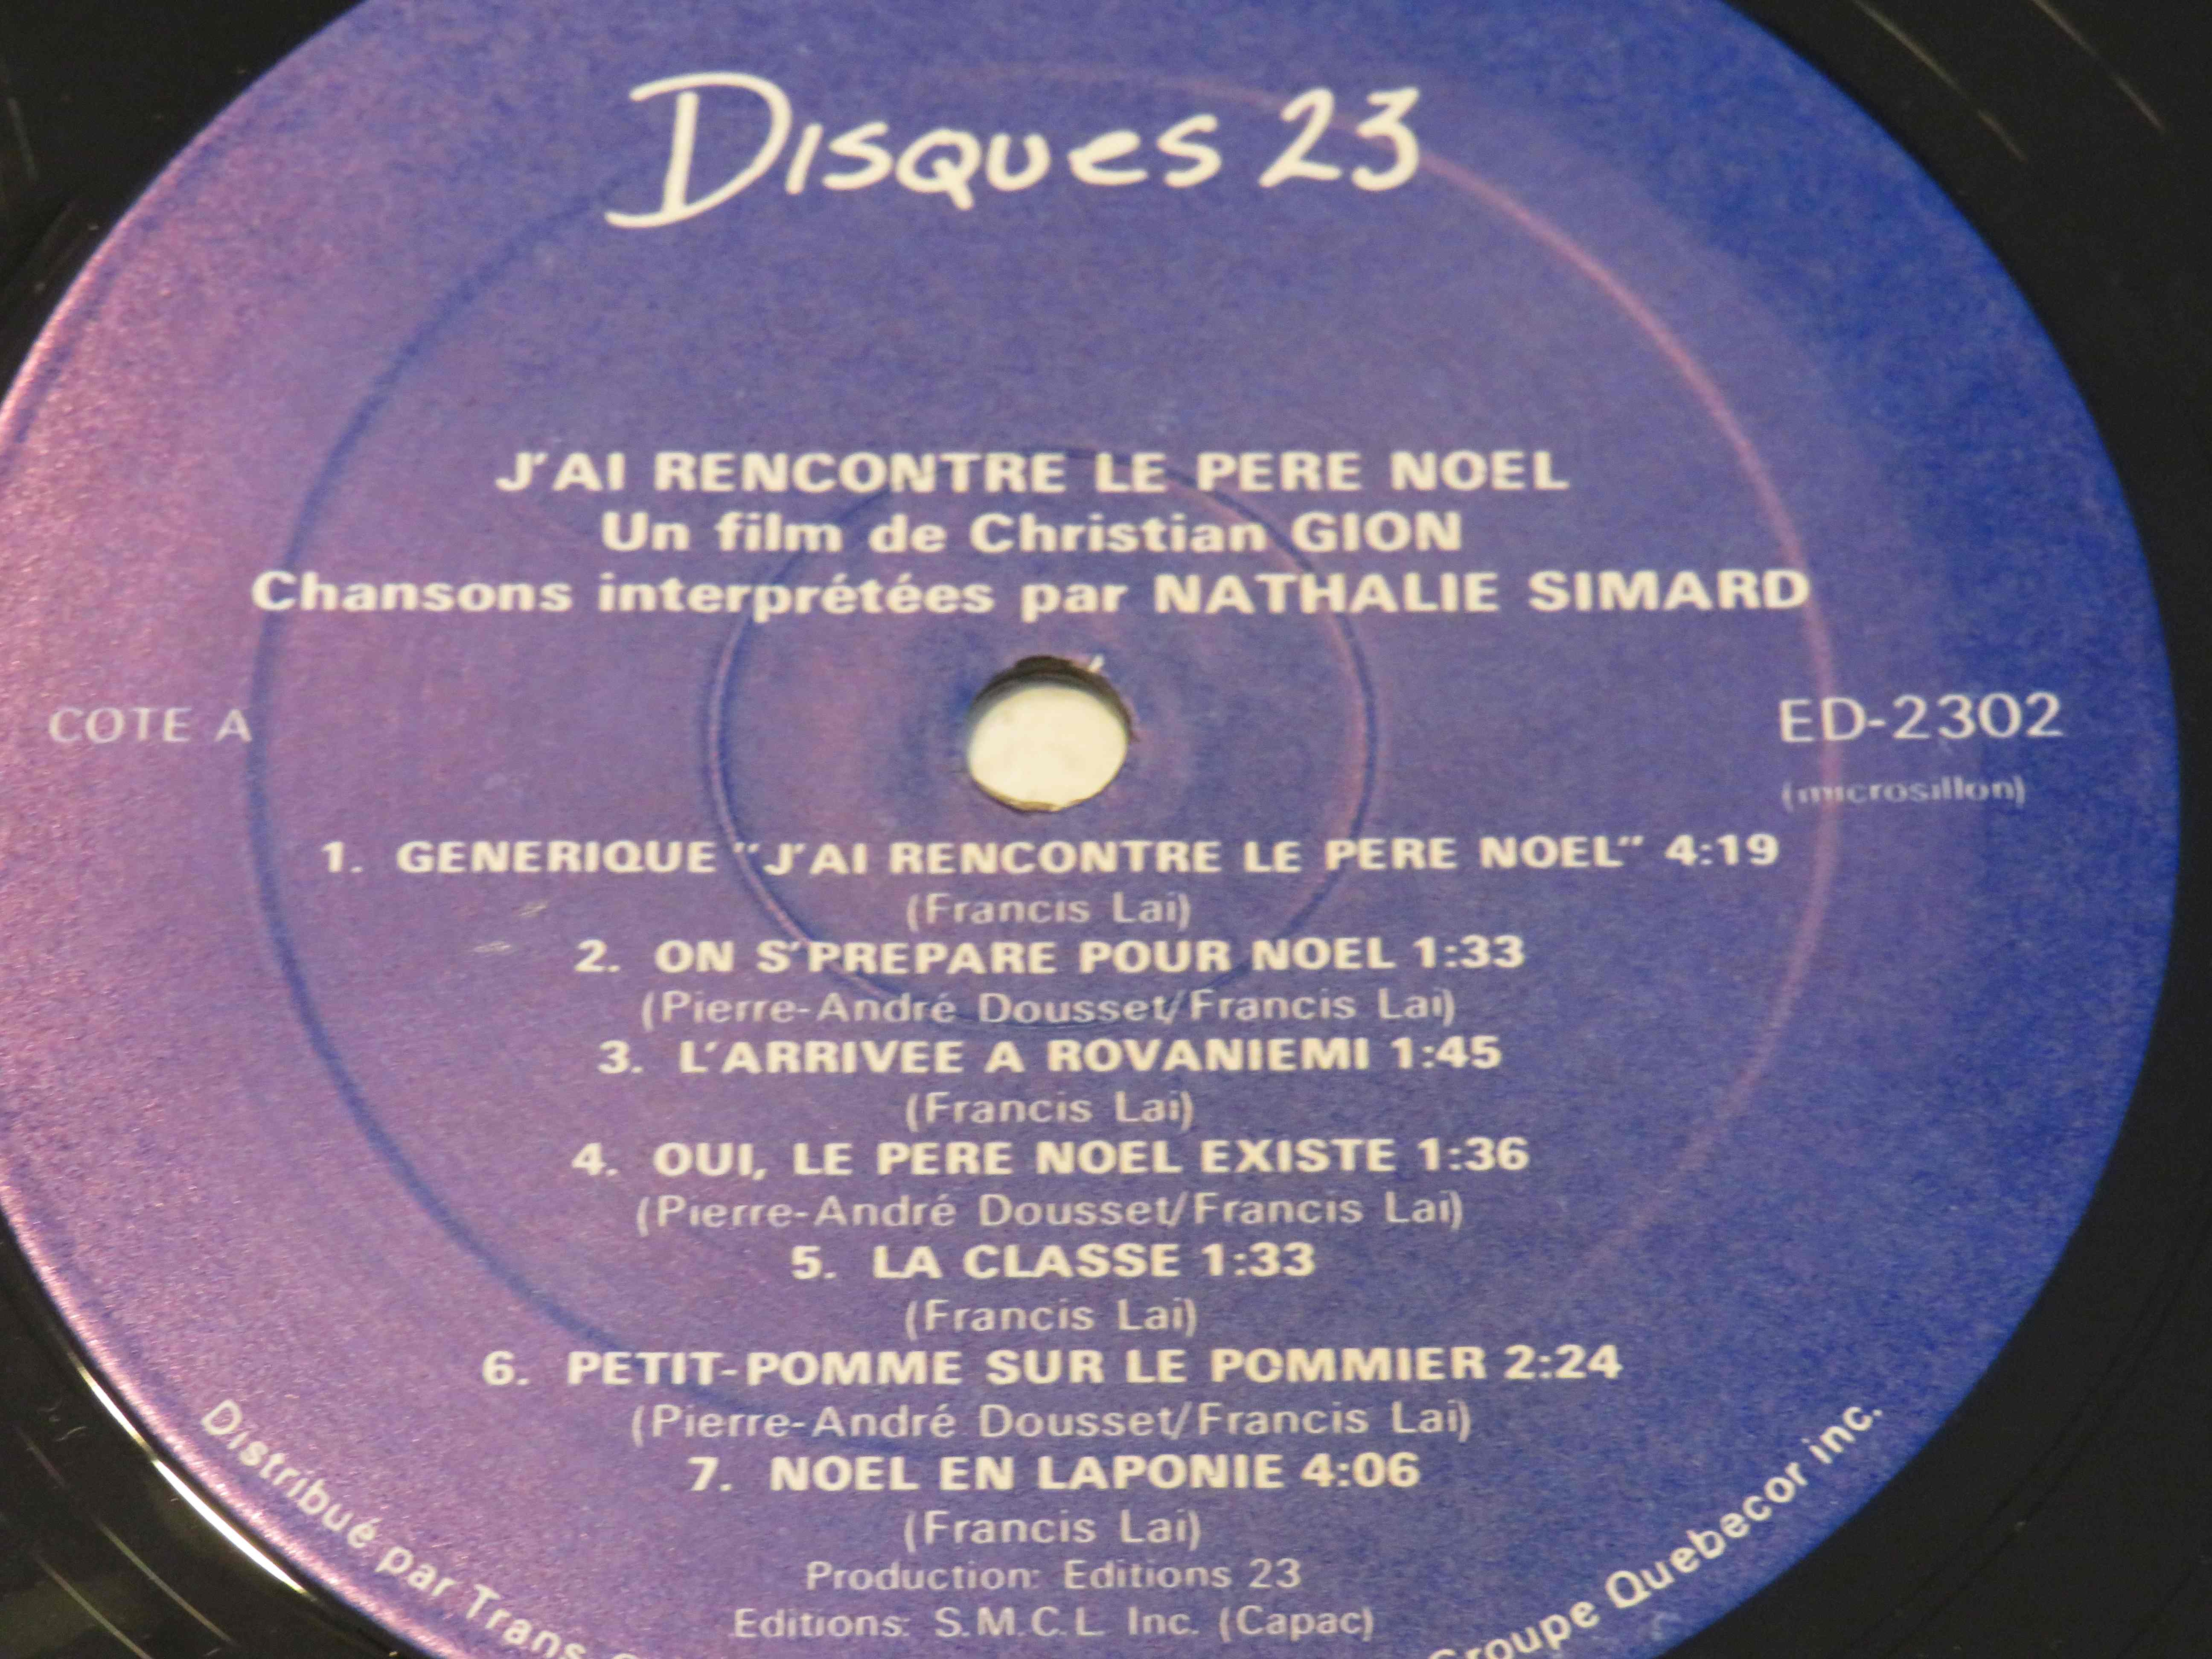 Disques 23
J'AI RENCONTRE LE PERE NOEL
Un film de Christian GION
Chansons interprétées par NATHALIE SIMARD
COTE A
ED-2302
(microsillon)
1. GENERIQUE "J'AI RENCONTRE LE PERE NOEL" 4:19
(Francis Lai)
2. ON S'PREPARE POUR NOEL 1:33
(Pierre-André Dousset/Francis Lai)
3. L'ARRIVEE A ROVANIEMI 1:45
(Francis Lai)
4. OUI, LE PERE NOEL EXISTE 1:36
(Pierre-André Dousset/Francis Lai)
5. LA CLASSE 1:33
(Francis Lai)
6. PETIT-POMME SUR LE POMMIER 2:24
(Pierre-André Dousset/Francis Lai)
7. NOEL EN LAPONIE 4:06
(Francis Lai)
Production: Editions 23
Editions: S.M.C.L. Inc. (Capac)
Distribué par Trans
Groupe Quebecor inc.